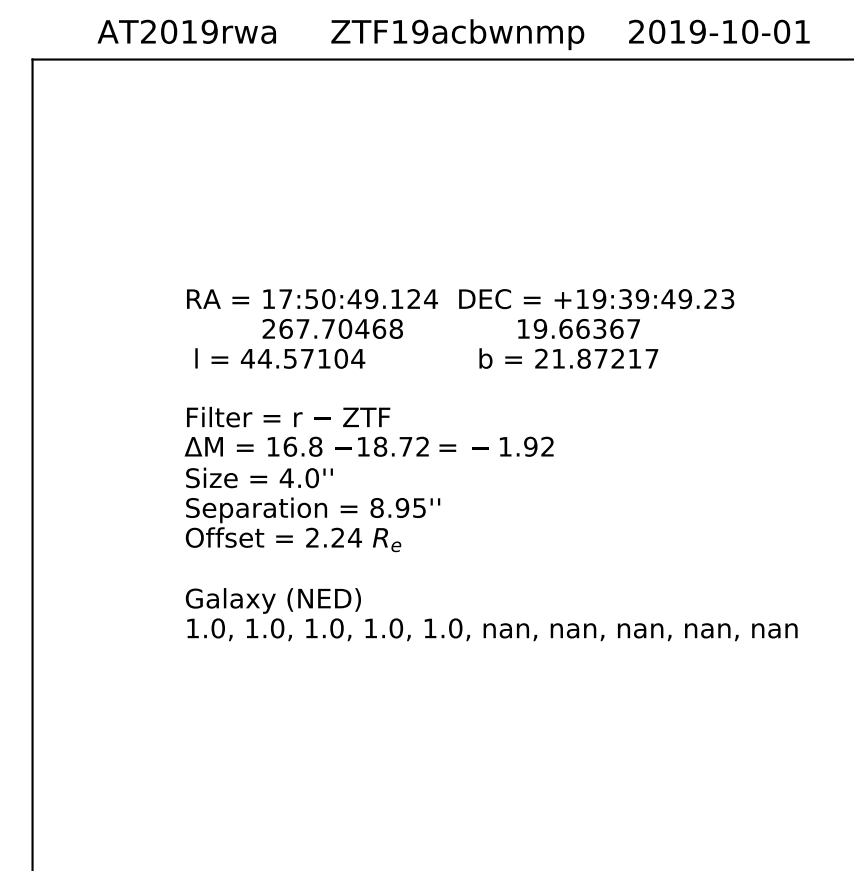 AT2019rwa ZTF19acbwnmp 2019-10-01
RA = 17:50:49.124 DEC = +19:39:49.23
267.70468 19.66367
l = 44.57104 b = 21.87217
Filter = r − ZTF
ΔM = 16.8 −18.72 = − 1.92
Size = 4.0''
Separation = 8.95''
Offset = 2.24 Re
Galaxy (NED)
1.0, 1.0, 1.0, 1.0, 1.0, nan, nan, nan, nan, nan